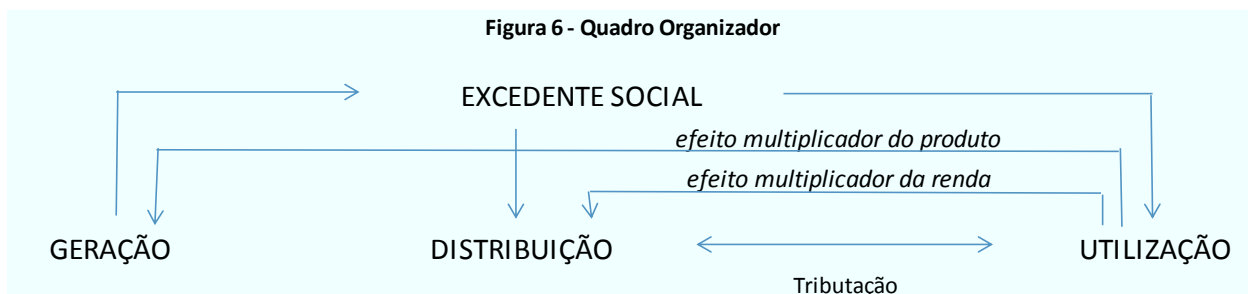 Figura 6 - Quadro Organizador
EXCEDENTE SOCIAL
efeito multiplicador do produto
efeito multiplicador da renda
GERAÇÃO DISTRIBUIÇÃO UTILIZAÇÃO
Tributação